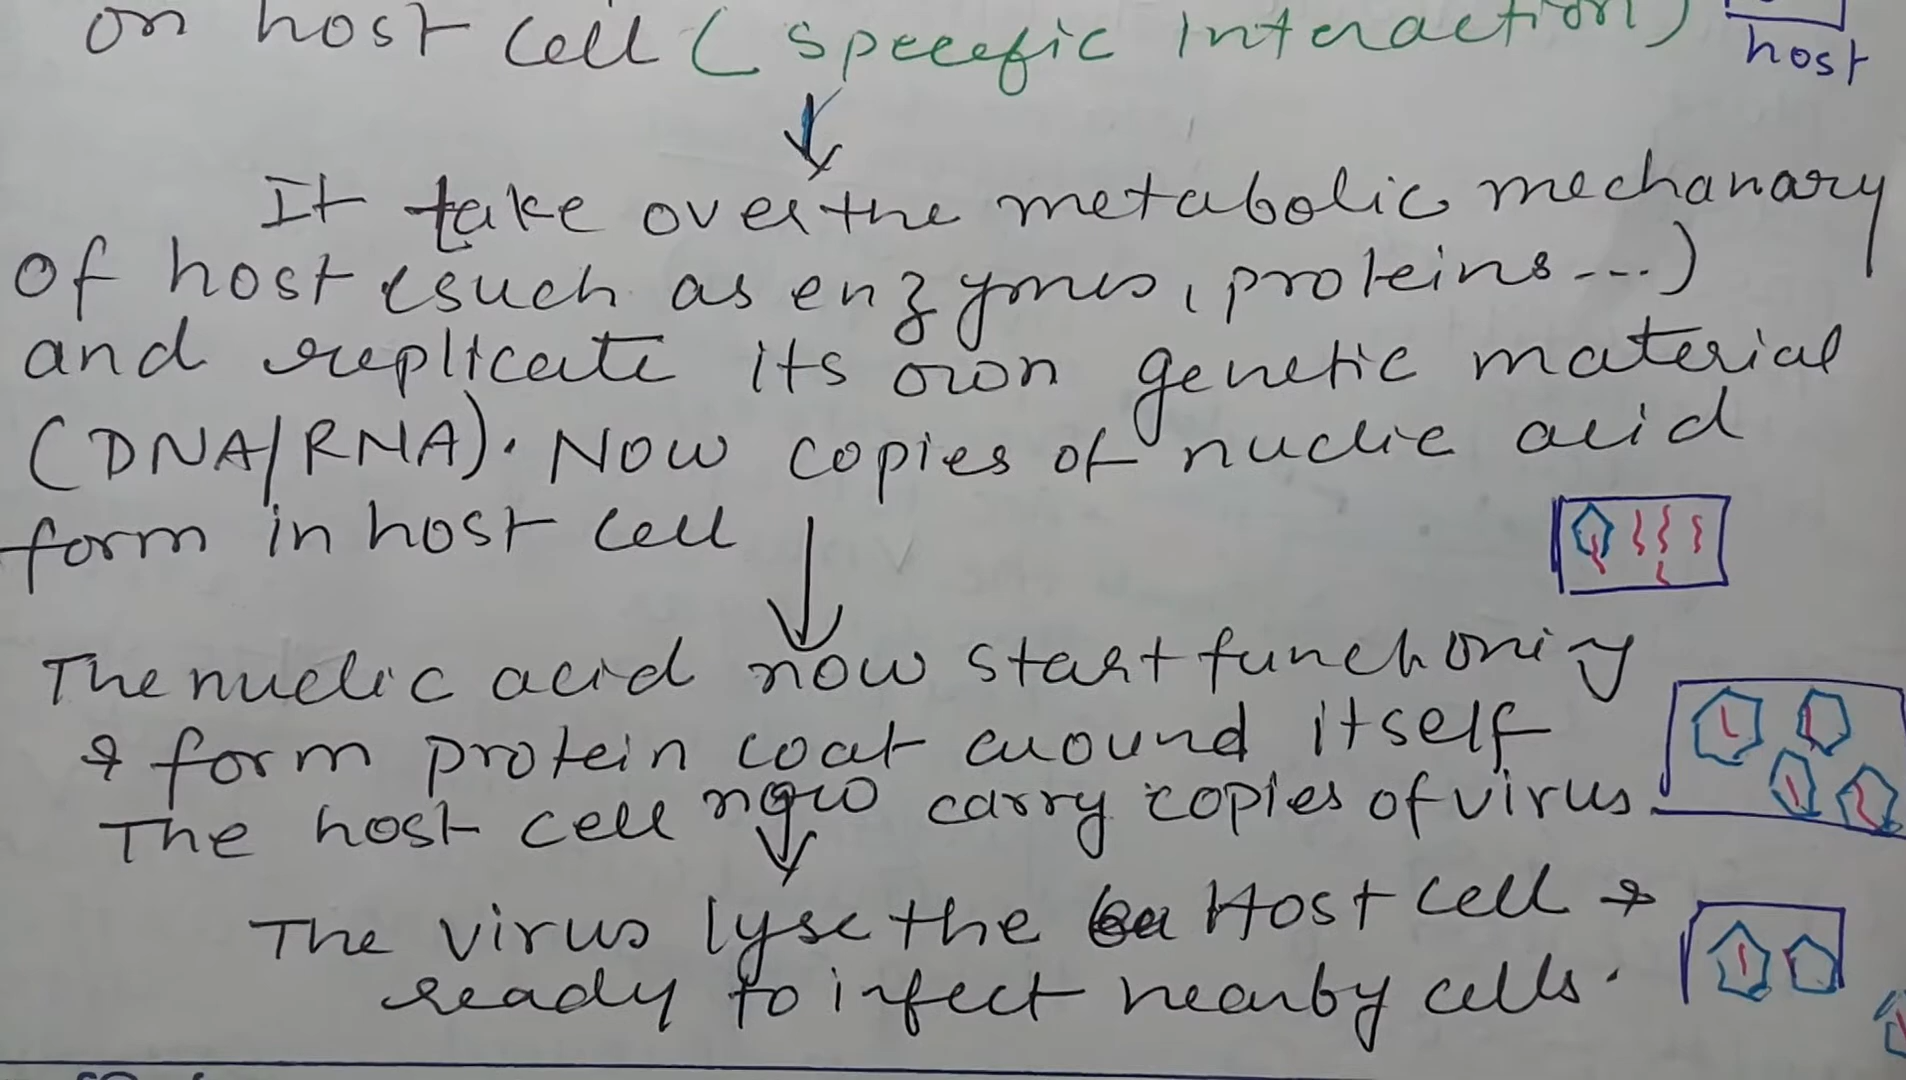 on host cell (specefic interaction)
host
It take over the metabolic mechanary
of host (such as enzymes, proteins---)
and replicate its own genetic material
(DNA/RNA). Now copies of nuclic acid
form in host cell
The nuclic acid now start functioning
& form protein coat around itself
The host cell now carry copies of virus
The virus lyse the Host cell &
ready to infect nearby cells.